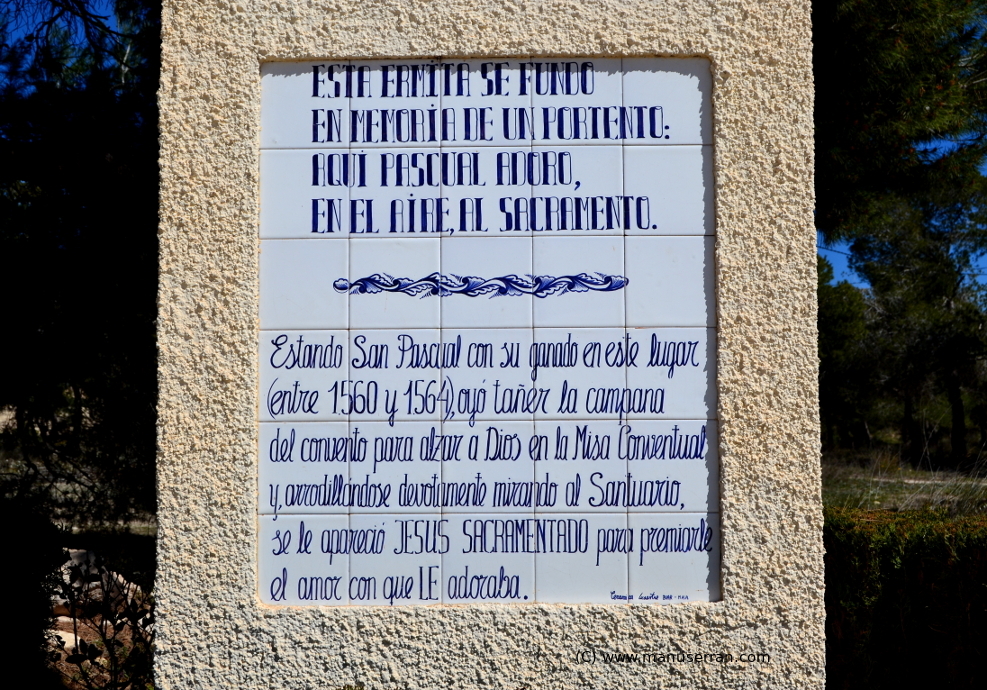 ESTA ERMITA SE FUNDO
EN MEMORIA DE UN PORTENTO:
AQUÍ PASCUAL ADORO,
EN EL AIRE, AL SACRAMENTO.
Estando San Pascual con su ganado en este lugar
(entre 1560 y 1564), oyó tañer la campana
del convento para alzar a Dios en la Misa Conventual
y, arrodillándose devotamente mirando al Santuario,
se le apareció JESUS SACRAMENTADO para premiarle
el amor con que LE adoraba.
(C) www.manuserran.com